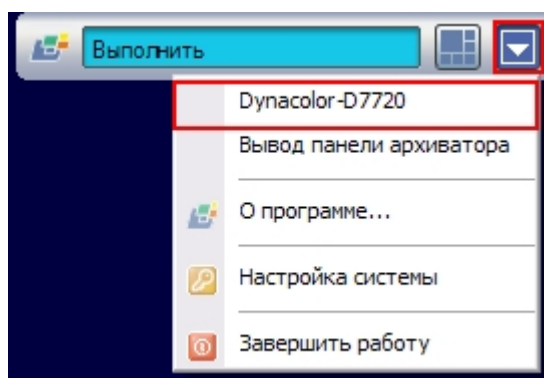 Выполнить
Dynacolor-D7720
Вывод панели архиватора
О программе...
Настройка системы
Завершить работу